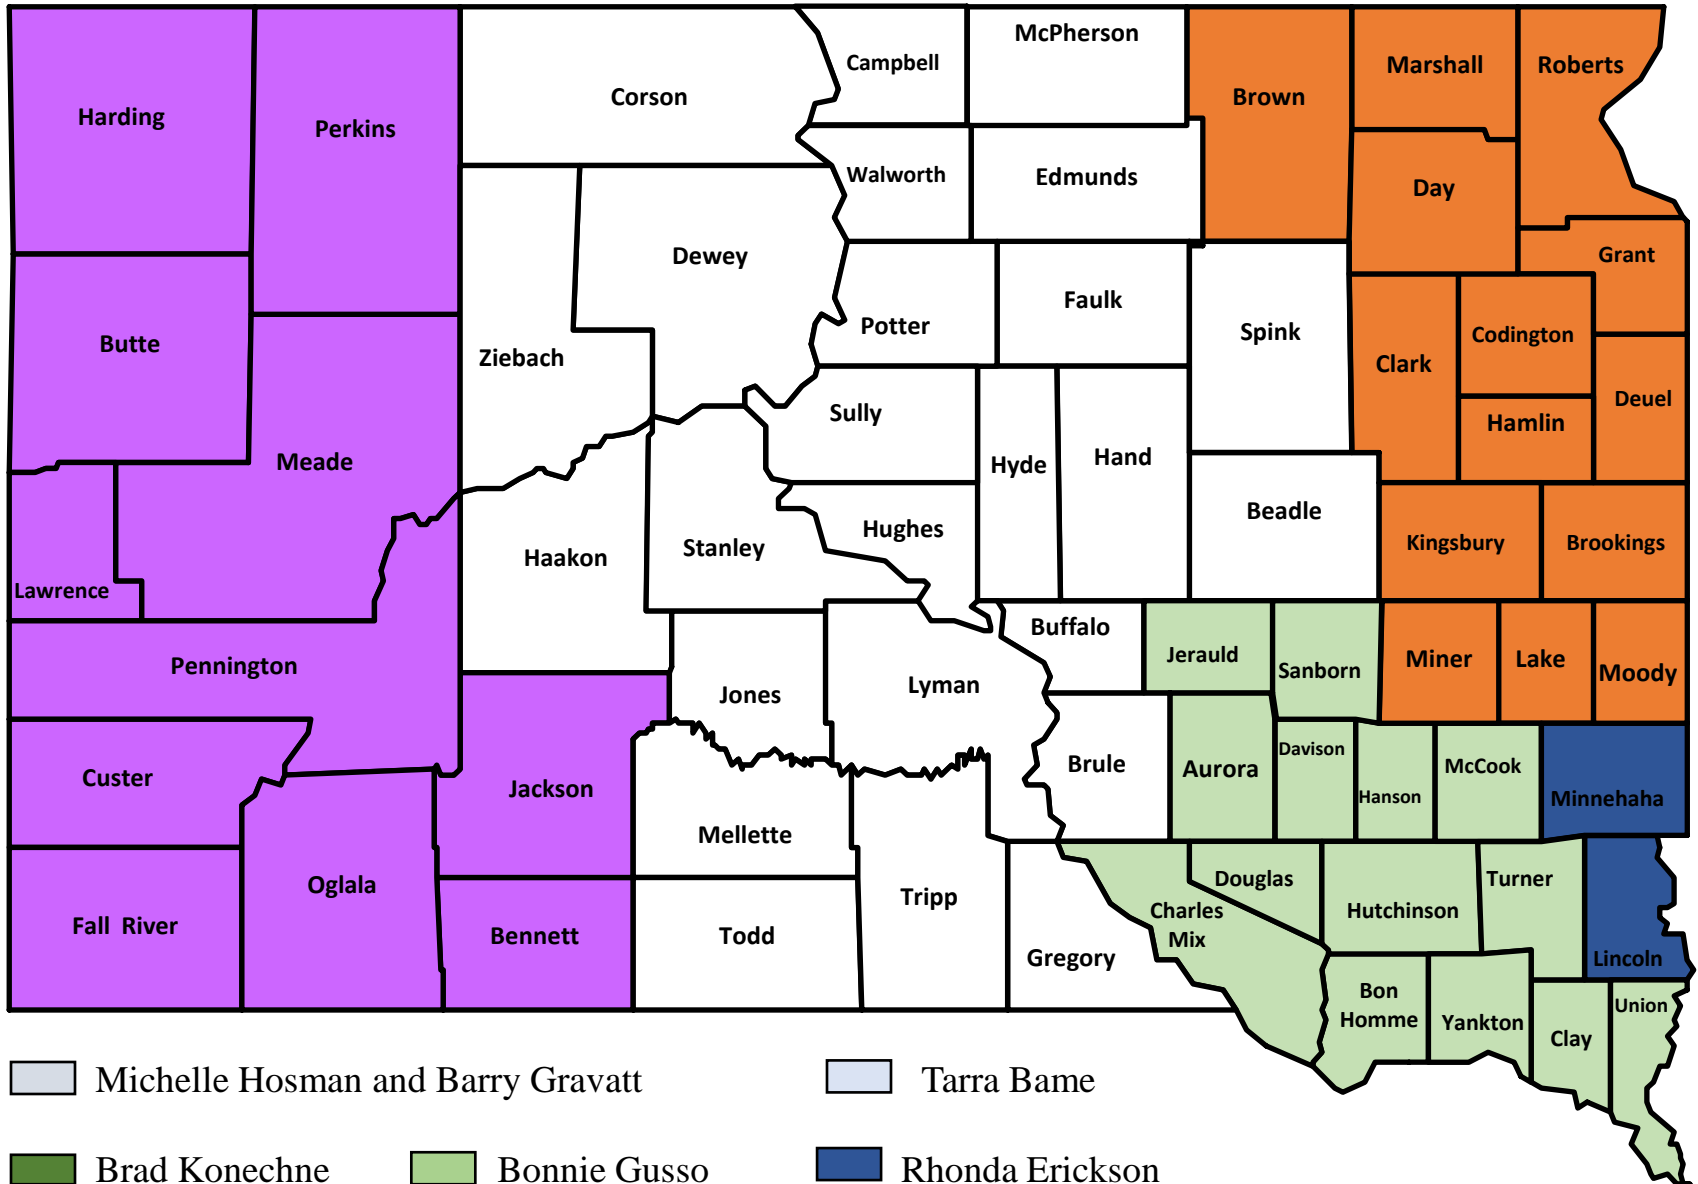 McPherson
Campbell
Marshall
Roberts
Corson
Brown
Harding
Perkins
Walworth
Edmunds
Day
Dewey
Grant
Faulk
Potter
Spink
Codington
Butte
Ziebach
Clark
Deuel
Sully
Hamlin
Meade
Hyde
Hand
Beadle
Hughes
Kingsbury
Brookings
Stanley
Haakon
Lawrence
Buffalo
Jerauld
Miner
Lake
Moody
Pennington
Sanborn
Lyman
Jones
Davison
Brule
Aurora
McCook
Custer
Jackson
Hanson
Minnehaha
Mellette
Douglas
Turner
Oglala
Tripp
Charles
Mix
Hutchinson
Fall River
Bennett
Todd
Gregory
Lincoln
Bon
Homme
Union
Yankton
Clay
Michelle Hosman and Barry Gravatt
Tarra Bame
Brad Konechne
Bonnie Gusso
Rhonda Erickson